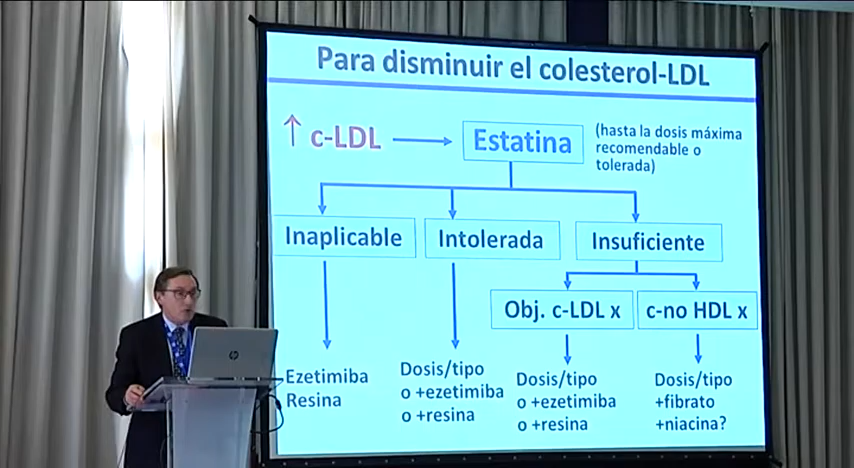 Para disminuir el colesterol-LDL
↑ c-LDL
Estatina
(hasta la dosis máxima
recomendable o
tolerada)
Inaplicable
Intolerada
Insuficiente
Obj. c-LDL x
c-no HDL x
Ezetimiba
Resina
Dosis/tipo
o +ezetimiba
o +resina
Dosis/tipo
o +ezetimiba
o +resina
Dosis/tipo
+fibrato
+niacina?
hp